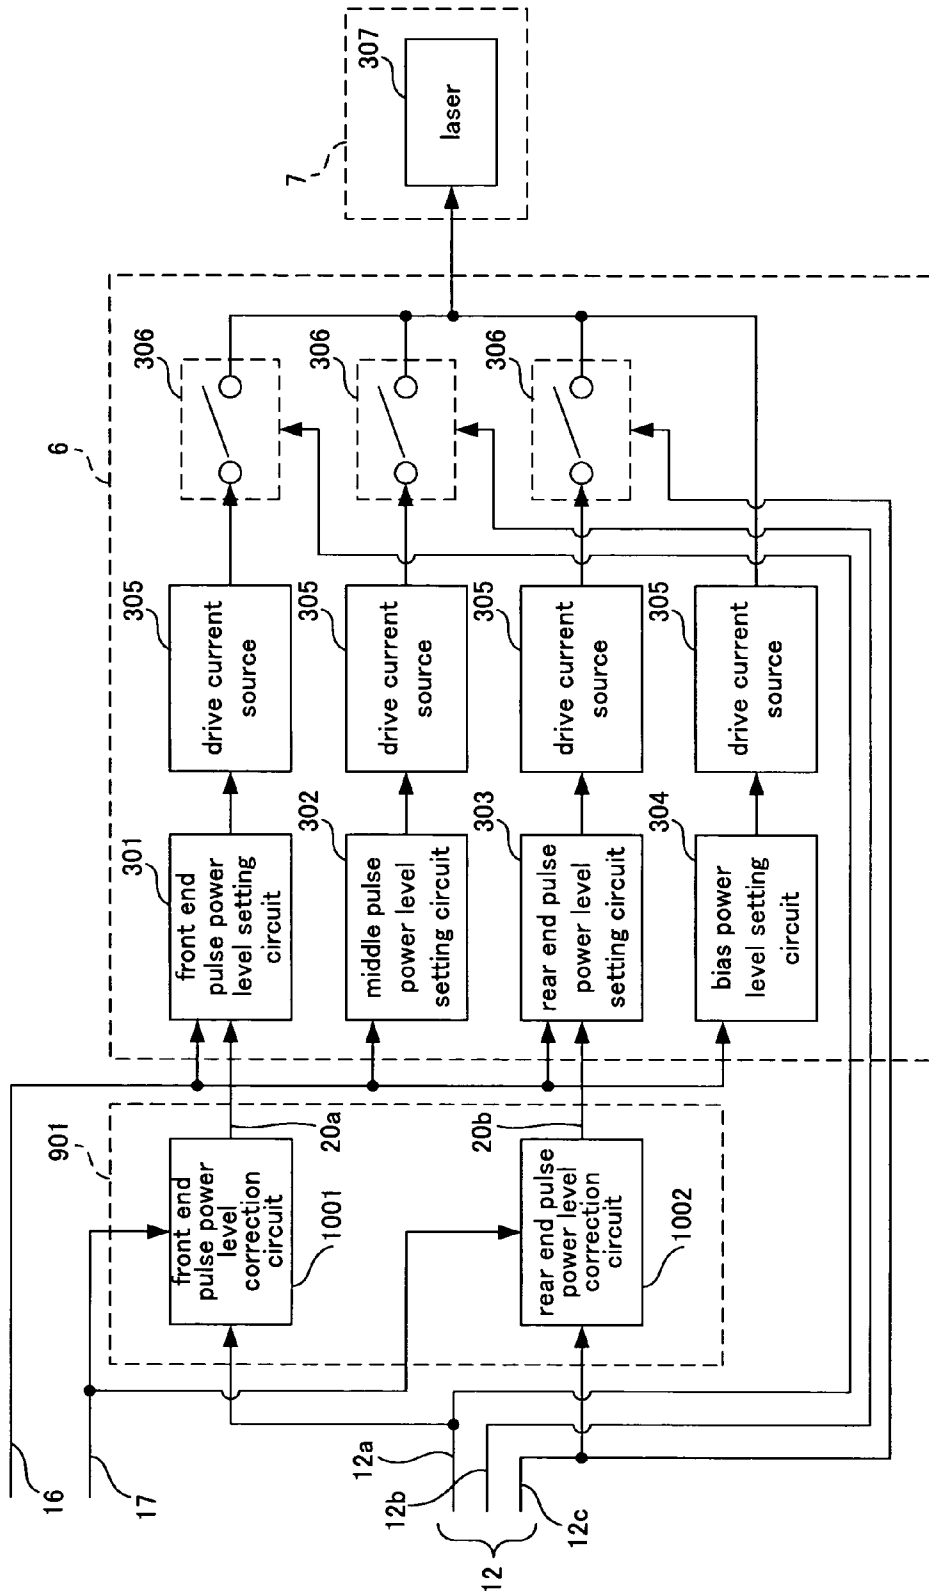 16
17
12
12a
12b
12c
901
front end
pulse power
level
correction
circuit
1001
rear end pulse
power level
correction
circuit
1002
20a
20b
6
301
front end
pulse power
level setting
circuit
302
middle pulse
power level
setting circuit
303
rear end pulse
power level
setting circuit
304
bias power
level setting
circuit
305
drive current
source
305
drive current
source
305
drive current
source
305
drive current
source
306
306
306
7
307
laser